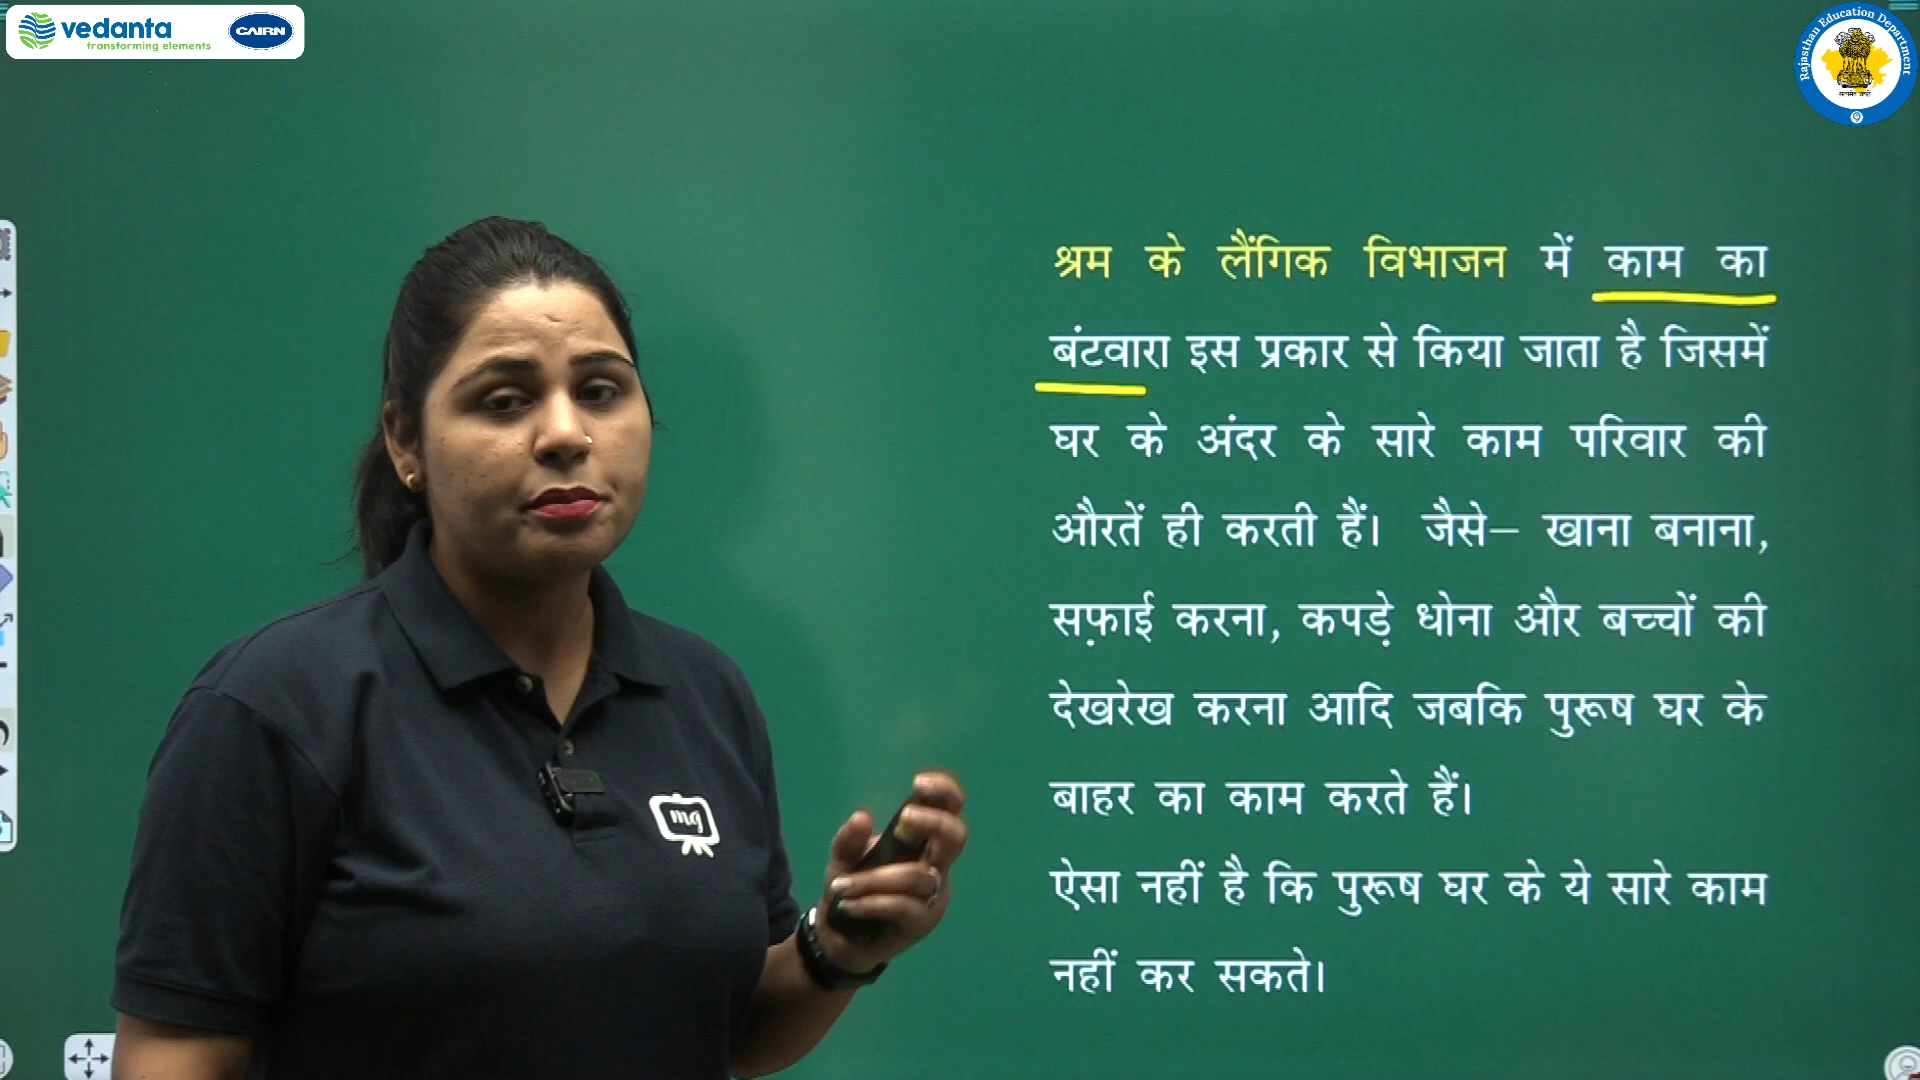 vedanta
transforming elements
CAIRN
Rajasthan Education Department
श्रम के लैंगिक विभाजन में काम का
बंटवारा इस प्रकार से किया जाता है जिसमें
घर के अंदर के सारे काम परिवार की
औरतें ही करती हैं। जैसे– खाना बनाना,
सफ़ाई करना, कपड़े धोना और बच्चों की
देखरेख करना आदि जबकि पुरूष घर के
बाहर का काम करते हैं।
ऐसा नहीं है कि पुरूष घर के ये सारे काम
नहीं कर सकते।
mg